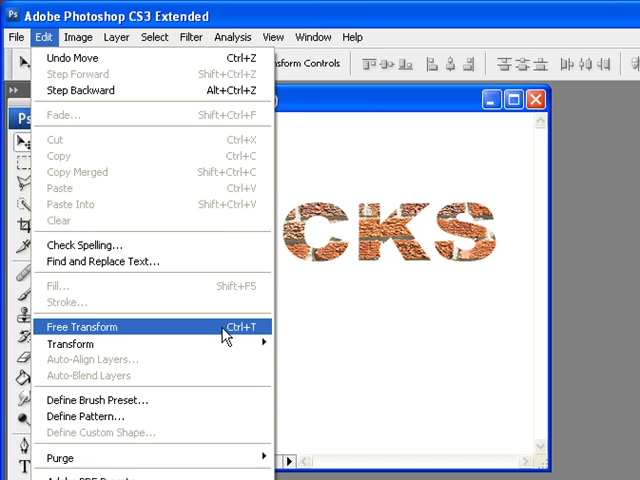 Ps Adobe Photoshop CS3 Extended
File Edit Image Layer Select Filter Analysis View Window Help
Undo Move Ctrl+Z
nsform Controls
Step Forward Shift+Ctrl+Z
Step Backward Alt+Ctrl+Z
Fade... Shift+Ctrl+F
Ps
Cut Ctrl+X
Copy Ctrl+C
Copy Merged Shift+Ctrl+C
Paste Ctrl+V
Paste Into Shift+Ctrl+V
Clear
CKS
Check Spelling...
Find and Replace Text...
Fill... Shift+F5
Stroke...
Free Transform Ctrl+T
Transform
Auto-Align Layers...
Auto-Blend Layers
Define Brush Preset...
Define Pattern...
Define Custom Shape...
Purge
T